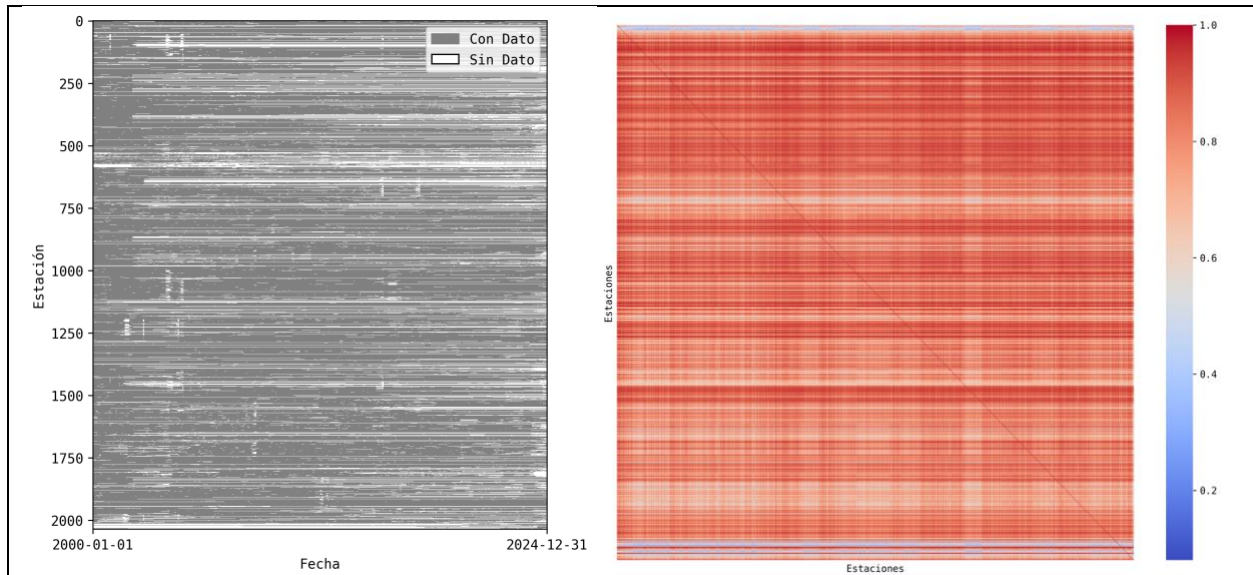 0
250
500
750
1000
1250
1500
1750
2000
Estación
Con Dato
Sin Dato
2000-01-01
2024-12-31
Fecha
Estaciones
Estaciones
1.0
0.8
0.6
0.4
0.2